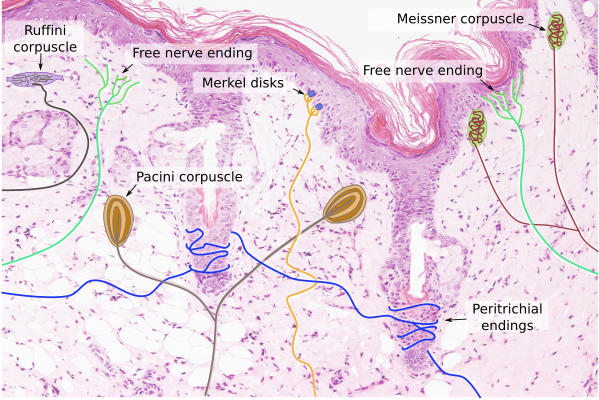 Meissner corpuscle
Ruffini
corpuscle
Free nerve ending
Free nerve ending
Merkel disks
Pacini corpuscle
Peritrichial
endings